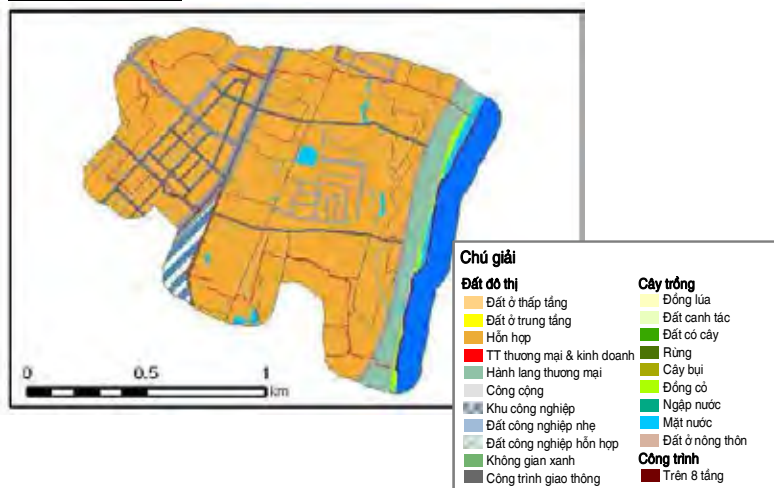 0 0.5 1
km
Chú giải
Đất đô thị
Đất ở thấp tầng
Đất ở trung tầng
Hỗn hợp
TT thương mại & kinh doanh
Hành lang thương mại
Công cộng
Khu công nghiệp
Đất công nghiệp nhẹ
Đất công nghiệp hỗn hợp
Không gian xanh
Công trình giao thông
Cây trồng
Đồng lúa
Đất canh tác
Đất có cây
Rừng
Cây bụi
Đồng cỏ
Ngập nước
Mặt nước
Đất ở nông thôn
Công trình
Trên 8 tầng